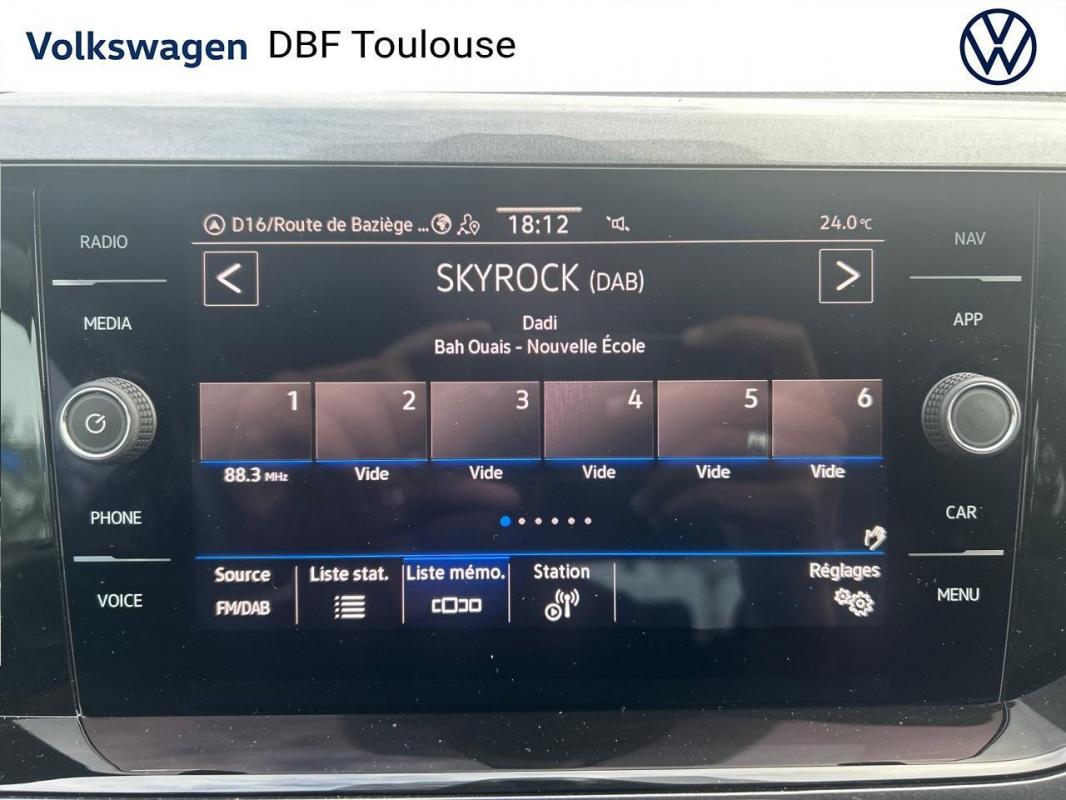 Volkswagen DBF Toulouse
D16/Route de Baziège ... 18:12 24.0°C
RADIO
NAV
< SKYROCK (DAB) >
MEDIA
APP
Dadi
Bah Ouais - Nouvelle École
1 2 3 4 5 6
88.3 MHz Vide Vide Vide Vide Vide
PHONE
CAR
Source Liste stat. Liste mémo. Station Réglages
FM/DAB
VOICE
MENU